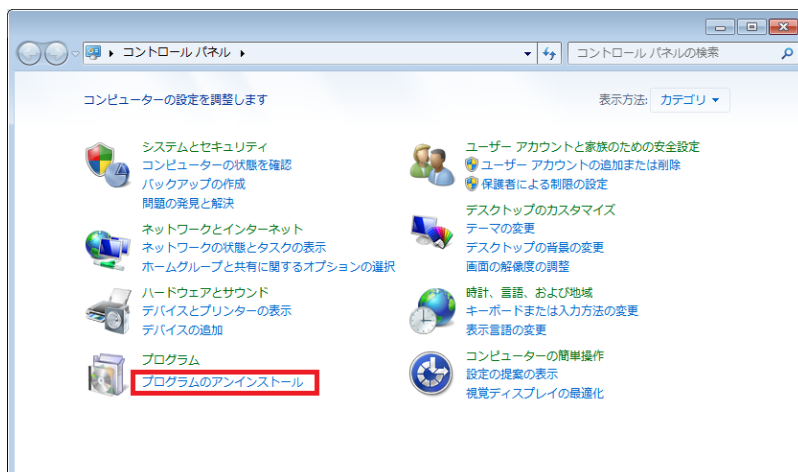 コントロール パネル
コントロール パネルの検索
コンピューターの設定を調整します
表示方法: カテゴリ
システムとセキュリティ
コンピューターの状態を確認
バックアップの作成
問題の発見と解決
ネットワークとインターネット
ネットワークの状態とタスクの表示
ホームグループと共有に関するオプションの選択
ハードウェアとサウンド
デバイスとプリンターの表示
デバイスの追加
プログラム
プログラムのアンインストール
ユーザー アカウントと家族のための安全設定
ユーザー アカウントの追加または削除
保護者による制限の設定
デスクトップのカスタマイズ
テーマの変更
デスクトップの背景の変更
画面の解像度の調整
時計、言語、および地域
キーボードまたは入力方法の変更
表示言語の変更
コンピューターの簡単操作
設定の提案の表示
視覚ディスプレイの最適化